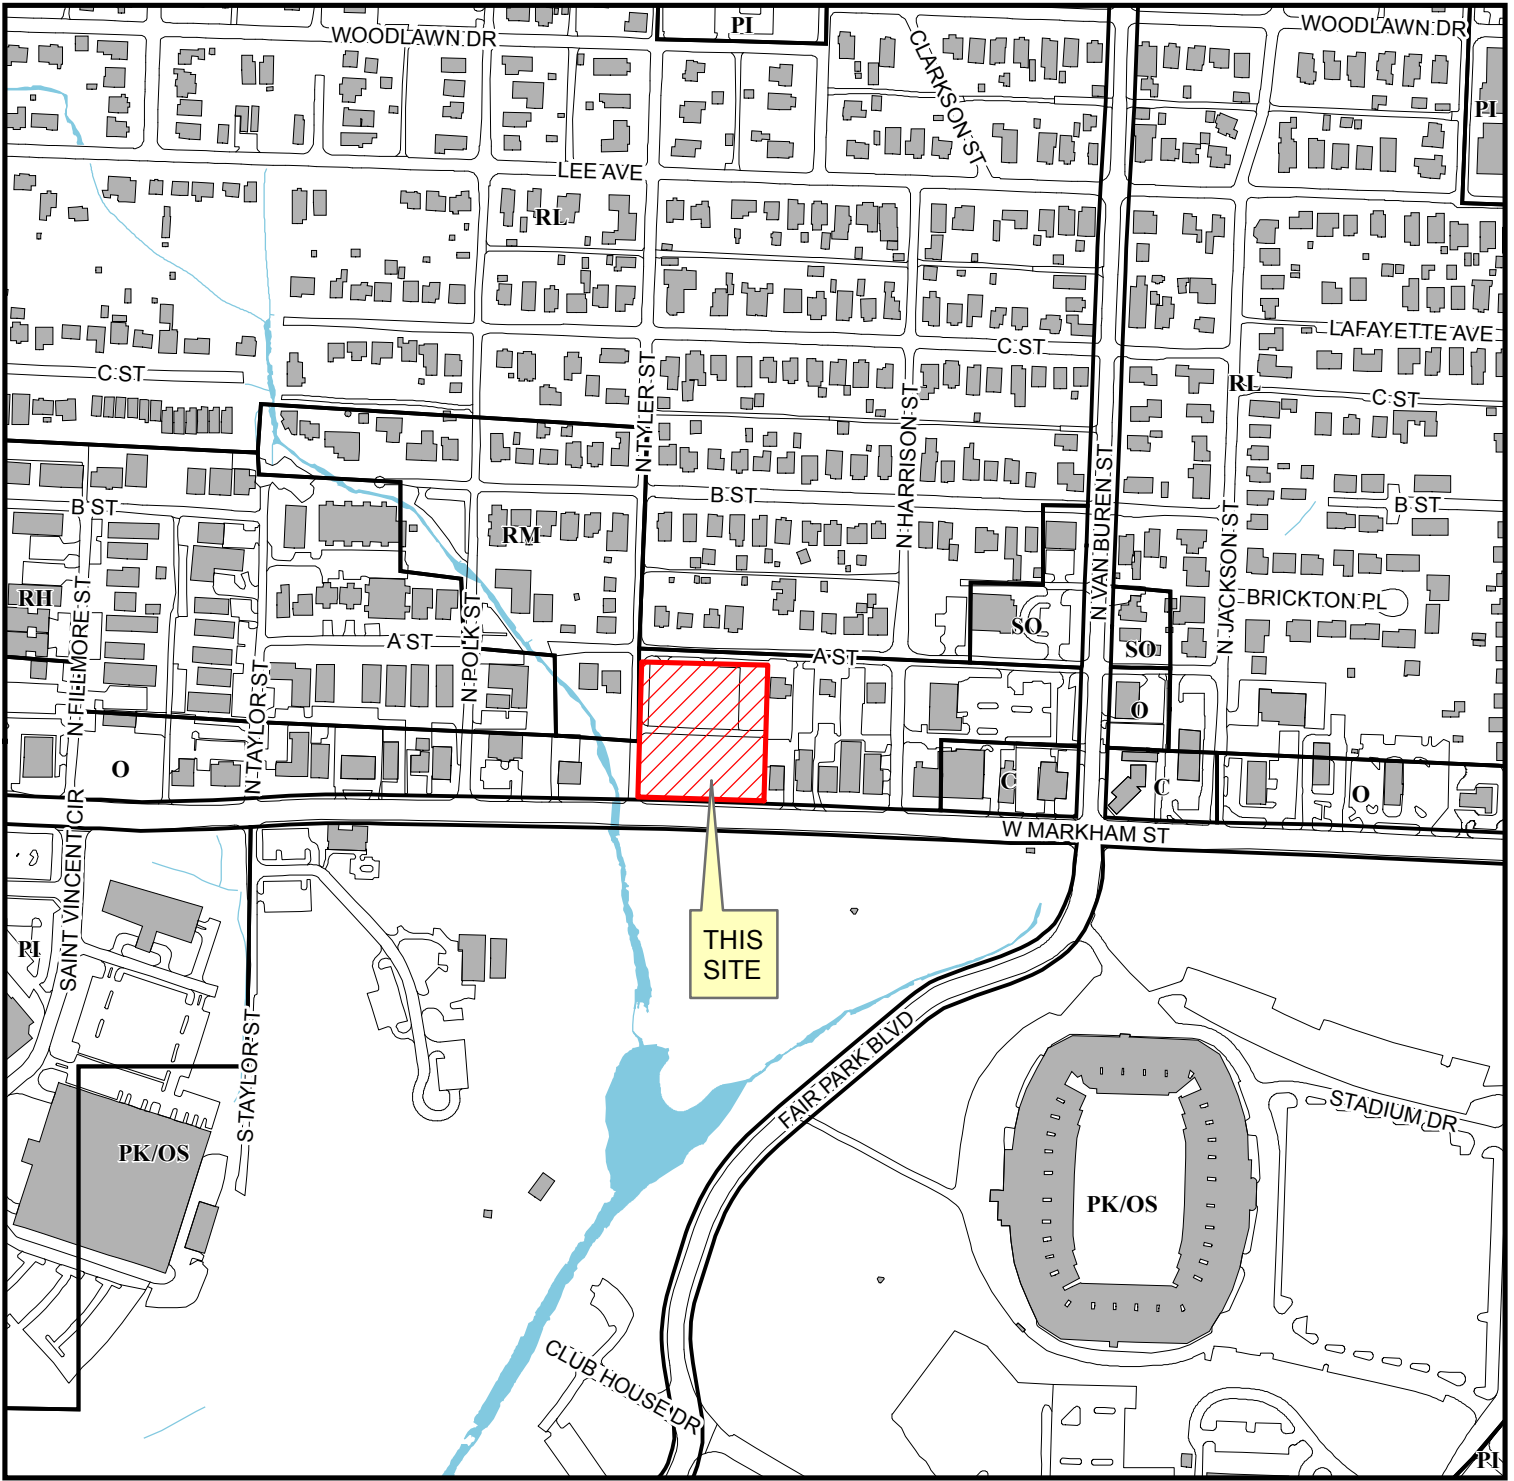 PI
WOODLAWN DR
WOODLAWN DR
CLARKSON ST
PI
LEE AVE
RL
LAFAYETTE AVE
C ST
C ST
RL
C ST
N TYLER ST
N HARRISON ST
N VAN BUREN ST
B ST
B ST
B ST
RM
N JACKSON ST
RH
N FILLMORE ST
N POLK ST
BRICKTON PL
SO
SO
A ST
A ST
N TAYLOR ST
O
O
C
C
O
W MARKHAM ST
SAINT VINCENT CIR
THIS
SITE
PI
S TAYLOR ST
FAIR PARK BLVD
STADIUM DR
PK/OS
PK/OS
CLUB HOUSE DR
PI